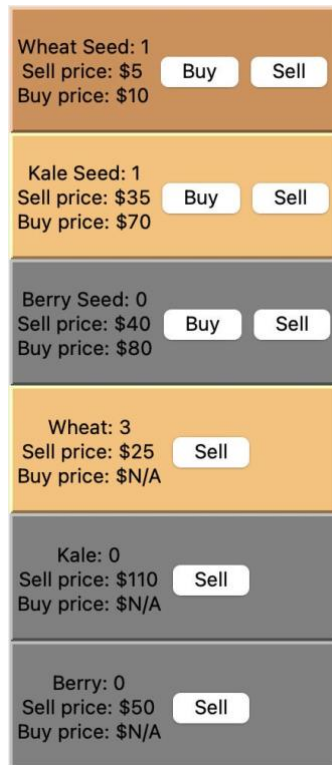 Wheat Seed: 1
Sell price: $5
Buy price: $10
Buy
Sell
Kale Seed: 1
Sell price: $35
Buy price: $70
Buy
Sell
Berry Seed: 0
Sell price: $40
Buy price: $80
Buy
Sell
Wheat: 3
Sell price: $25
Buy price: $N/A
Sell
Kale: 0
Sell price: $110
Buy price: $N/A
Sell
Berry: 0
Sell price: $50
Buy price: $N/A
Sell